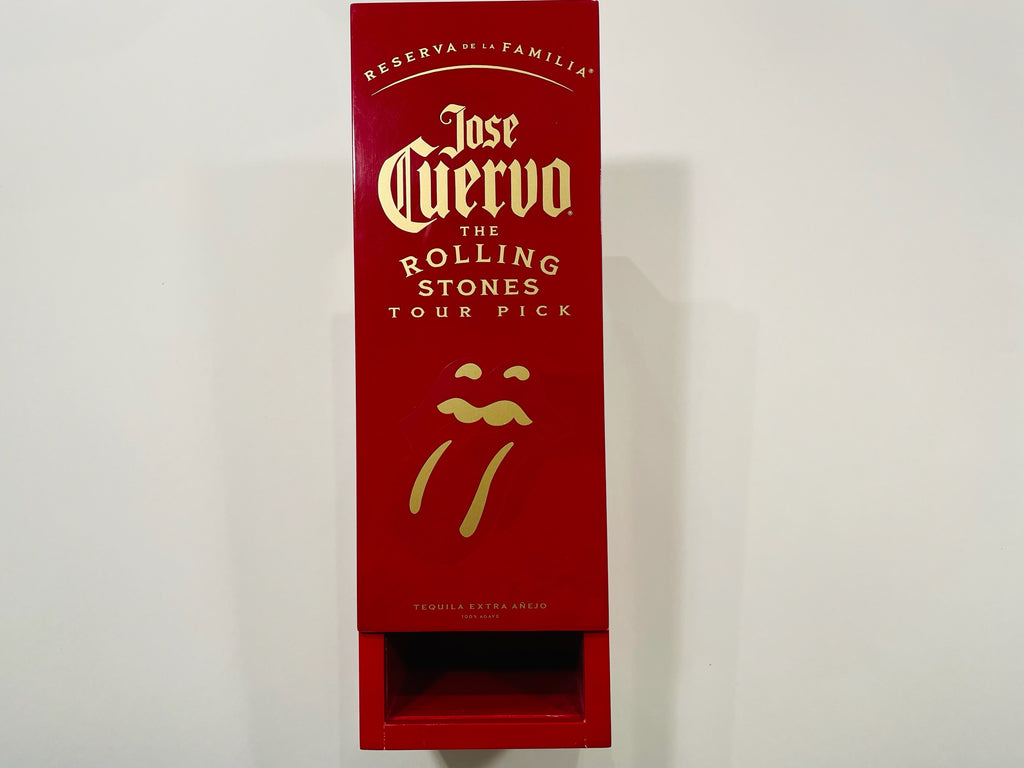 RESERVA DE LA FAMILIA®
Jose
Cuervo®
THE
ROLLING
STONES
TOUR PICK
TEQUILA EXTRA AÑEJO
100% AGAVE